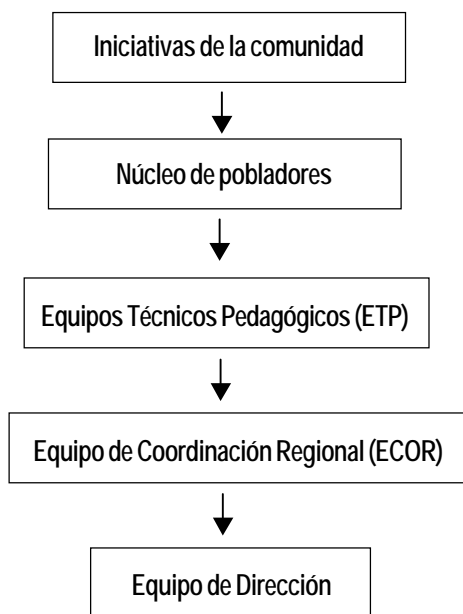 Iniciativas de la comunidad
Núcleo de pobladores
Equipos Técnicos Pedagógicos (ETP)
Equipo de Coordinación Regional (ECOR)
Equipo de Dirección